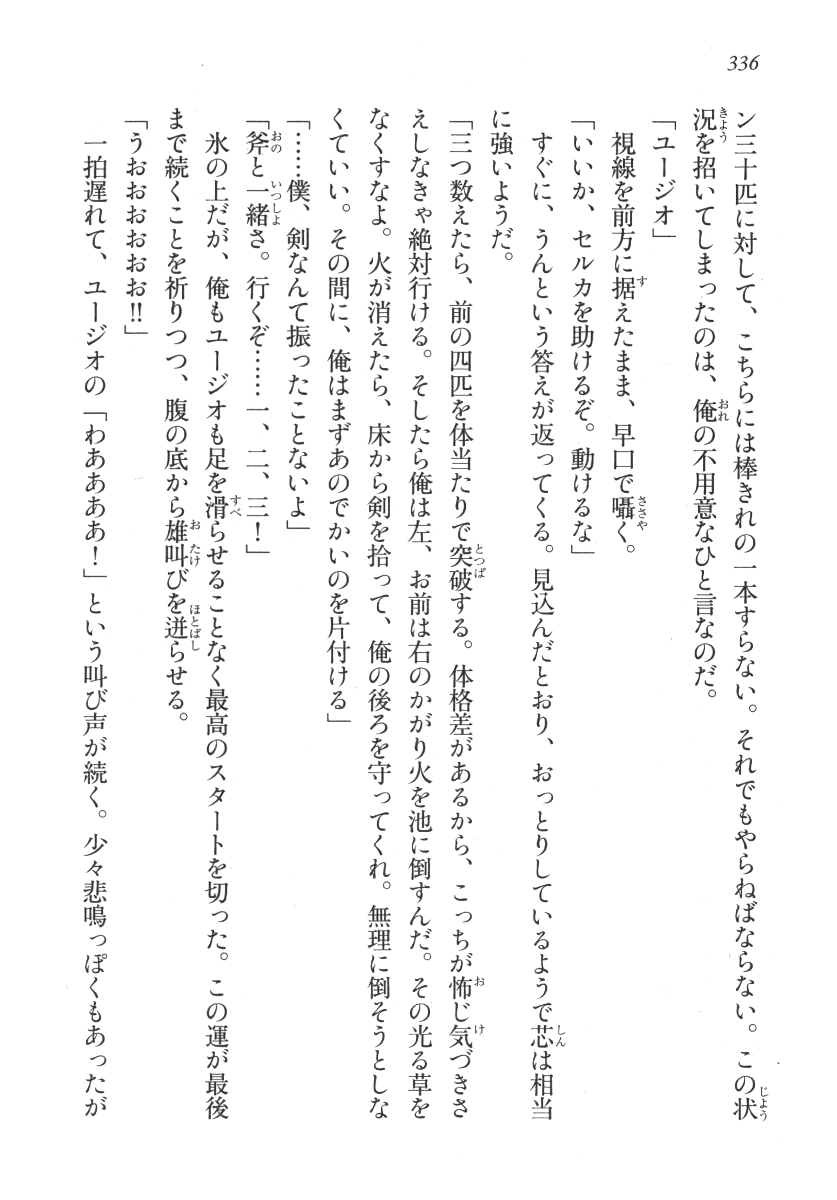 336
ン三十匹に対して、こちらには棒きれの一本すらない。それでもやらねばならない。この状
況を招いてしまったのは、俺の不用意なひと言なのだ。
「ユージオ」
視線を前方に据えたまま、早口で囁く。
「いいか、セルカを助けるぞ。動けるな」
すぐに、うんという答えが返ってくる。見込んだとおり、おっとりしているようで芯は相当
に強いようだ。
「三つ数えたら、前の四匹を体当たりで突破する。体格差があるから、こっちが怖じ気づきさ
えしなきゃ絶対行ける。そしたら俺は左、お前は右のかがり火を池に倒すんだ。その光る草を
なくすなよ。火が消えたら、床から剣を拾って、俺の後ろを守ってくれ。無理に倒そうとしな
くていい。その間に、俺はまずあのでかいのを片付ける」
「……僕、剣なんて振ったことないよ」
「斧と一緒さ。行くぞ……一、二、三！」
氷の上だが、俺もユージオも足を滑らせることなく最高のスタートを切った。この運が最後
まで続くことを祈りつつ、腹の底から雄叫びを迸らせる。
「うおおおおおお!!」
一拍遅れて、ユージオの「わああああ！」という叫び声が続く。少々悲鳴っぽくもあったが